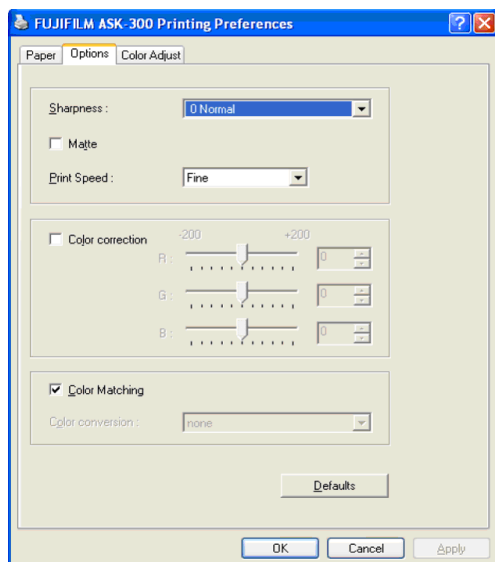 FUJIFILM ASK-300 Printing Preferences
Paper Options Color Adjust
Sharpness : 0 Normal
Matte
Print Speed : Fine
Color correction -200 +200
R : 0
G : 0
B : 0
Color Matching
Color conversion : none
Defaults
OK Cancel Apply